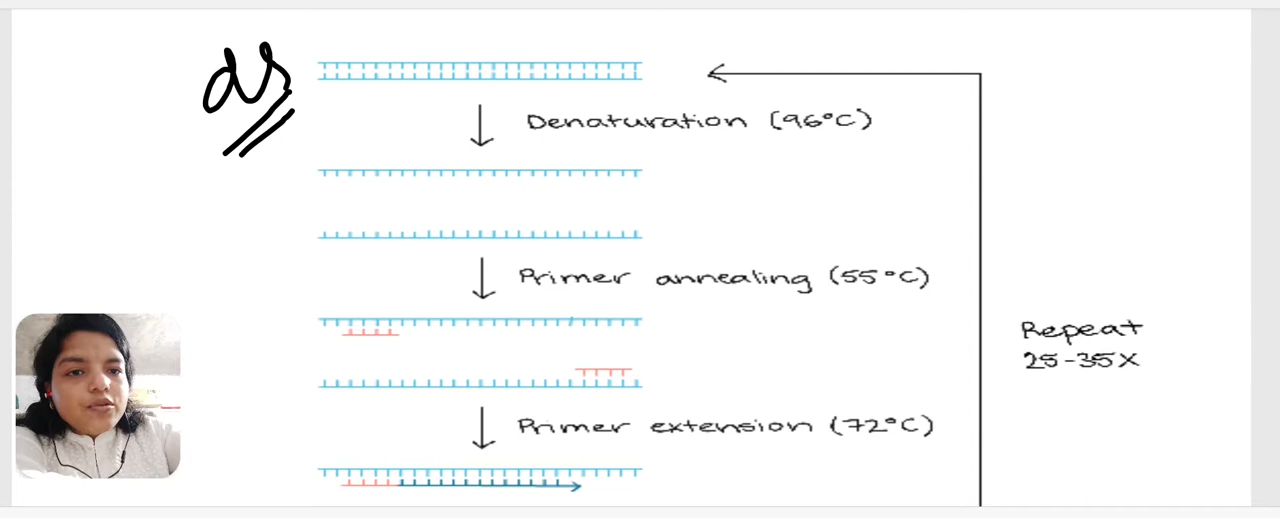 ds
Denaturation (96°C)
Primer annealing (55°C)
Repeat
25-35X
Primer extension (72°C)